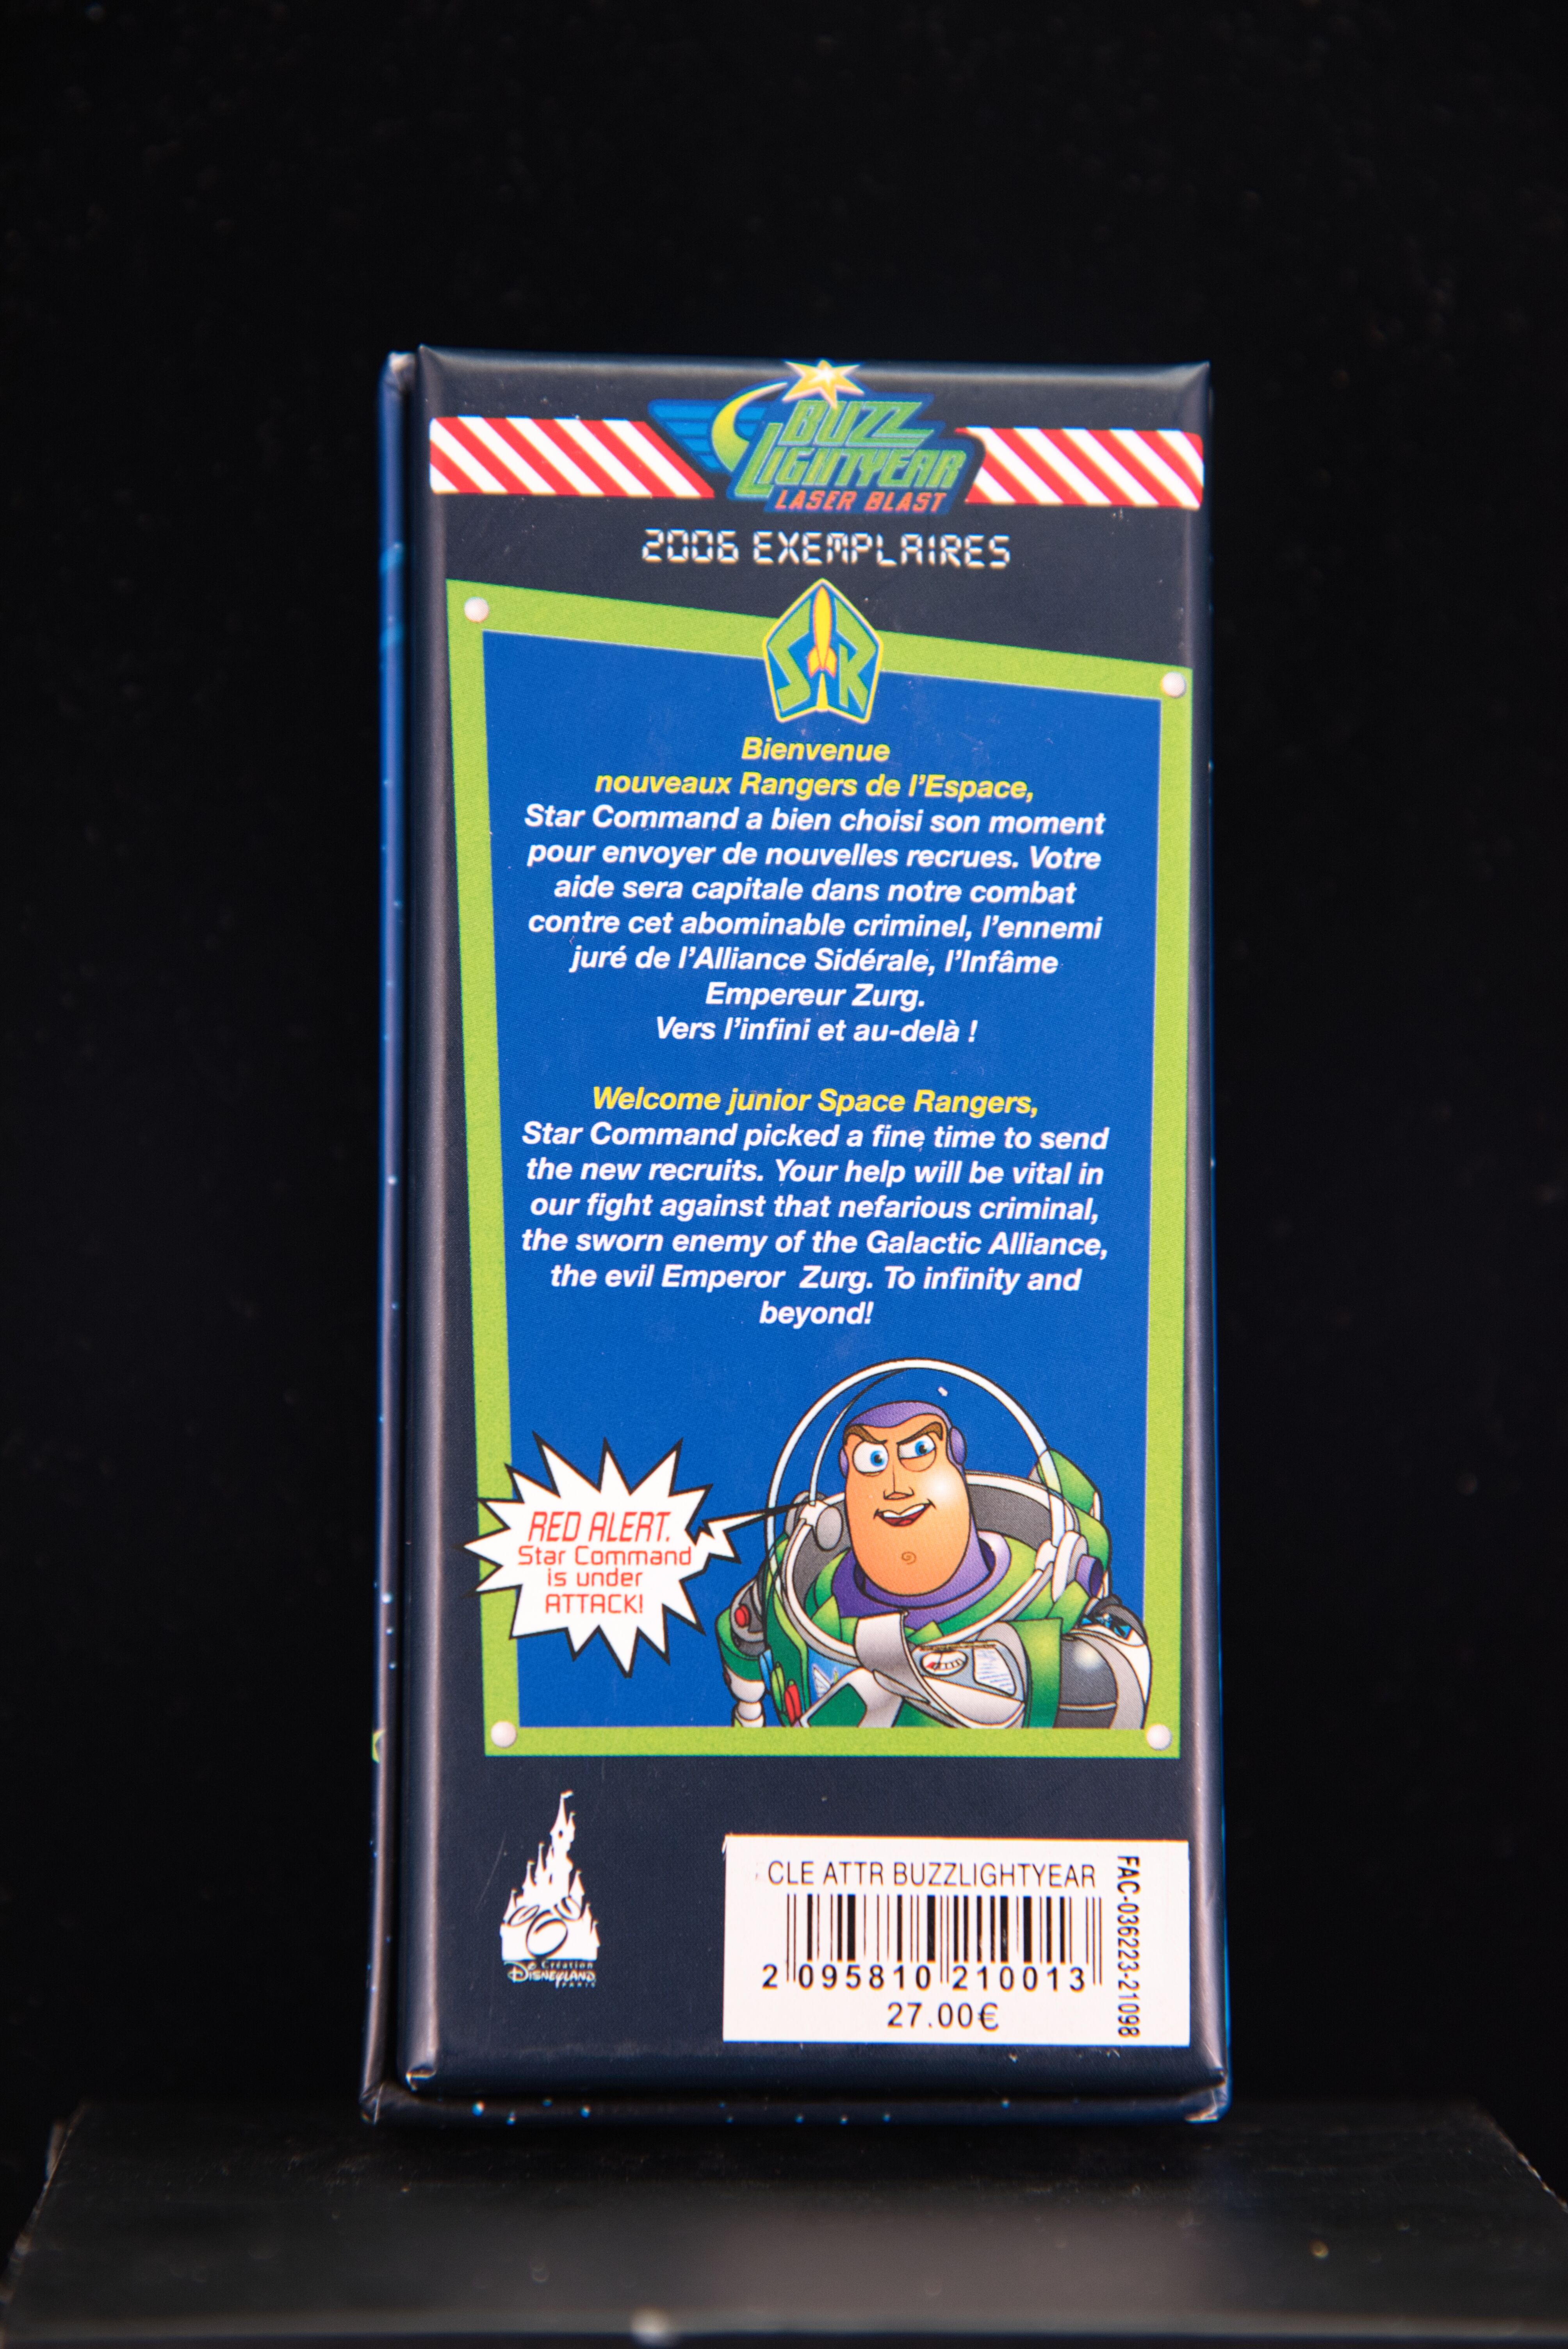 BUZZ
LIGHTYEAR
LASER BLAST
2006 EXEMPLAIRES
SR
Bienvenue
nouveaux Rangers de l'Espace,
Star Command a bien choisi son moment
pour envoyer de nouvelles recrues. Votre
aide sera capitale dans notre combat
contre cet abominable criminel, l'ennemi
juré de l'Alliance Sidérale, l'Infâme
Empereur Zurg.
Vers l'infini et au-delà !
Welcome junior Space Rangers,
Star Command picked a fine time to send
the new recruits. Your help will be vital in
our fight against that nefarious criminal,
the sworn enemy of the Galactic Alliance,
the evil Emperor Zurg. To infinity and
beyond!
RED ALERT.
Star Command
is under
ATTACK!
Création
DISNEYLAND
PARIS
CLE ATTR BUZZLIGHTYEAR
2 095810 210013
27.00€
FAC-036223-21098